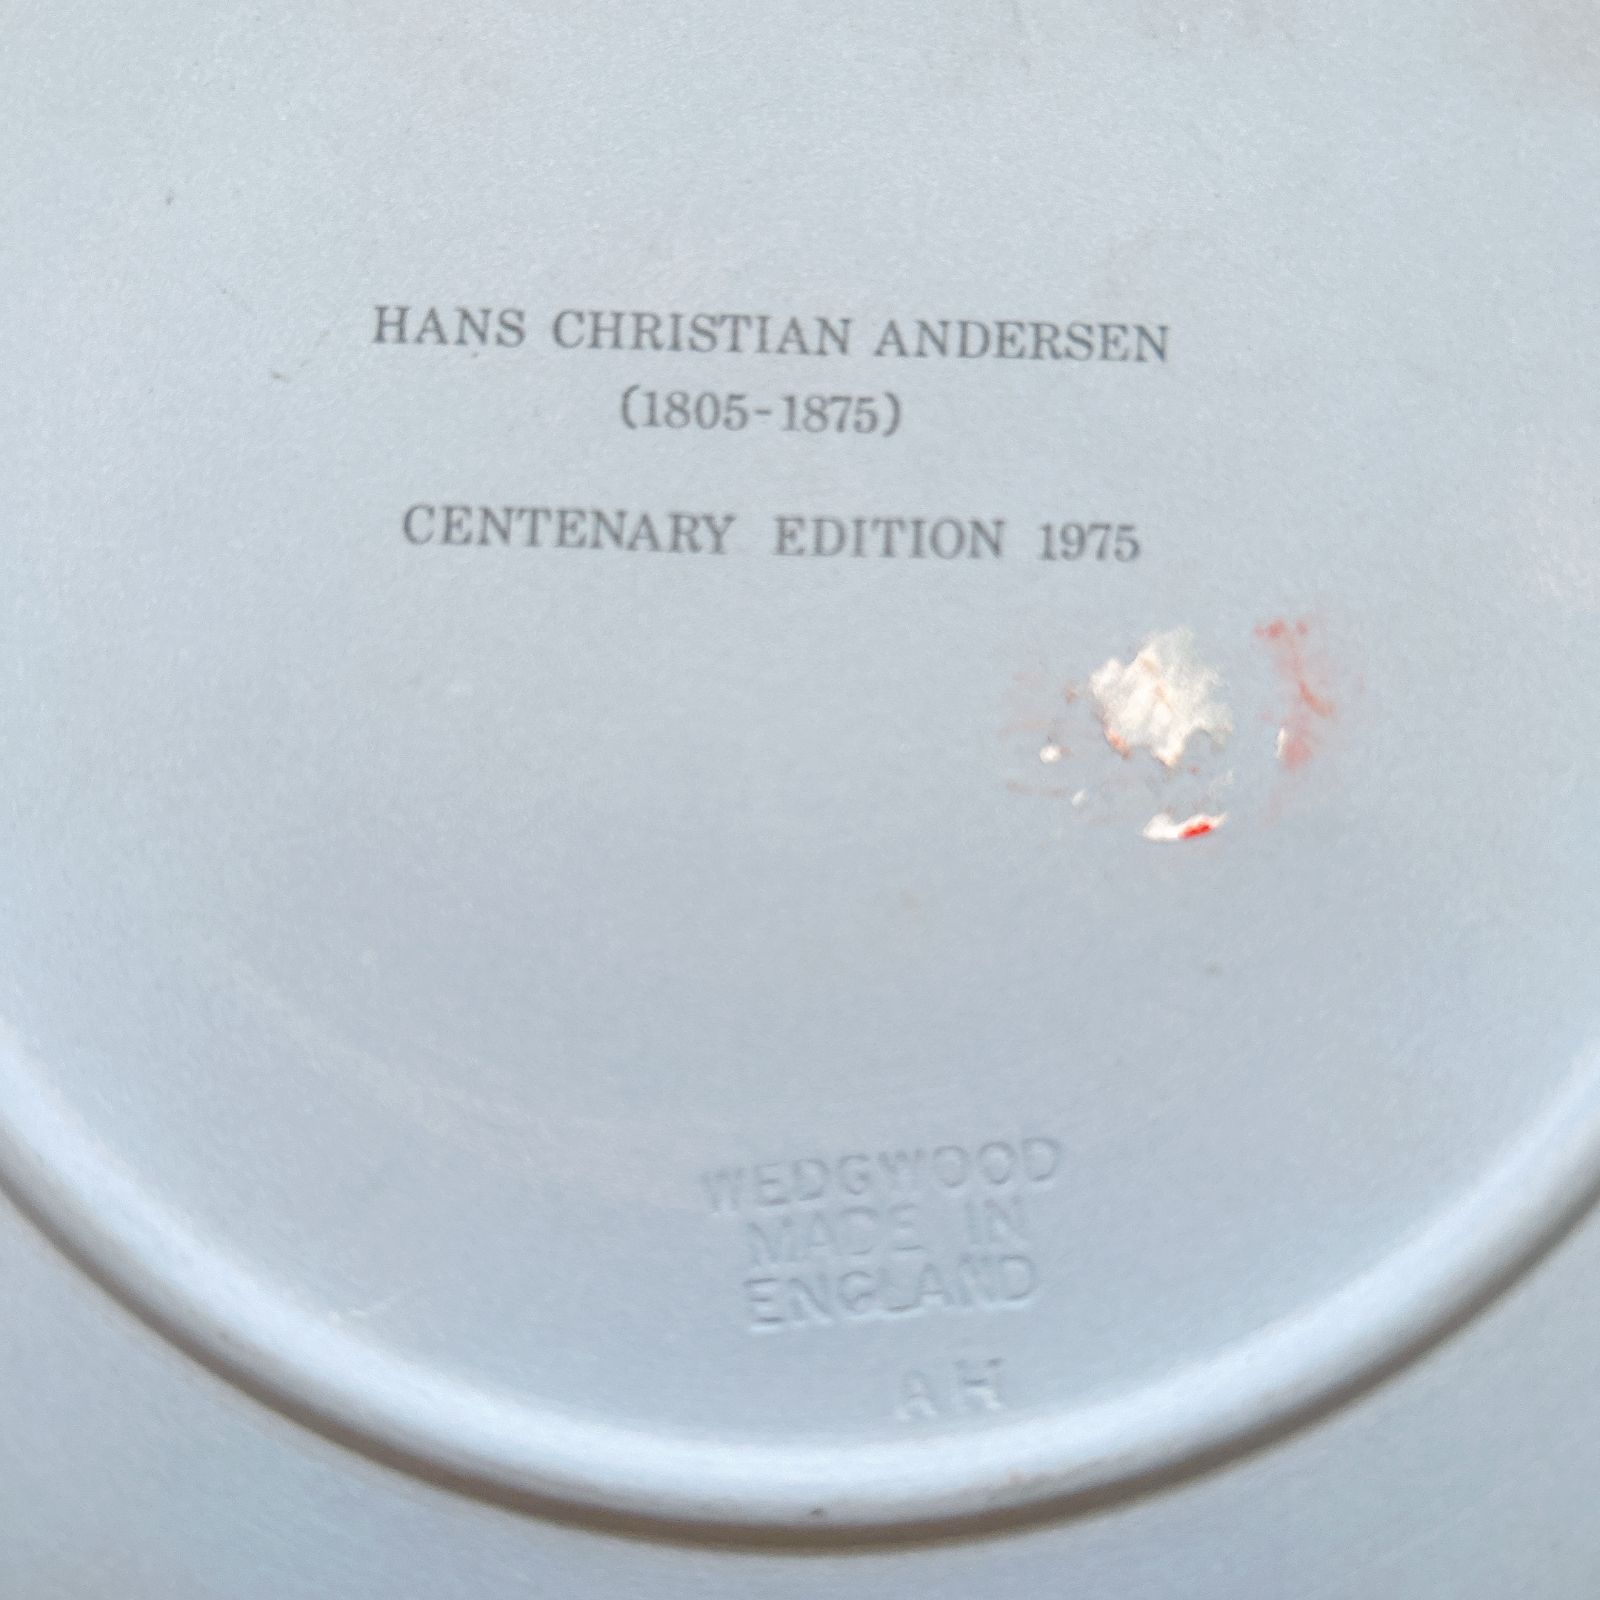 HANS CHRISTIAN ANDERSEN
(1805-1875)
CENTENARY EDITION 1975
WEDGWOOD
MADE IN
ENGLAND
AH